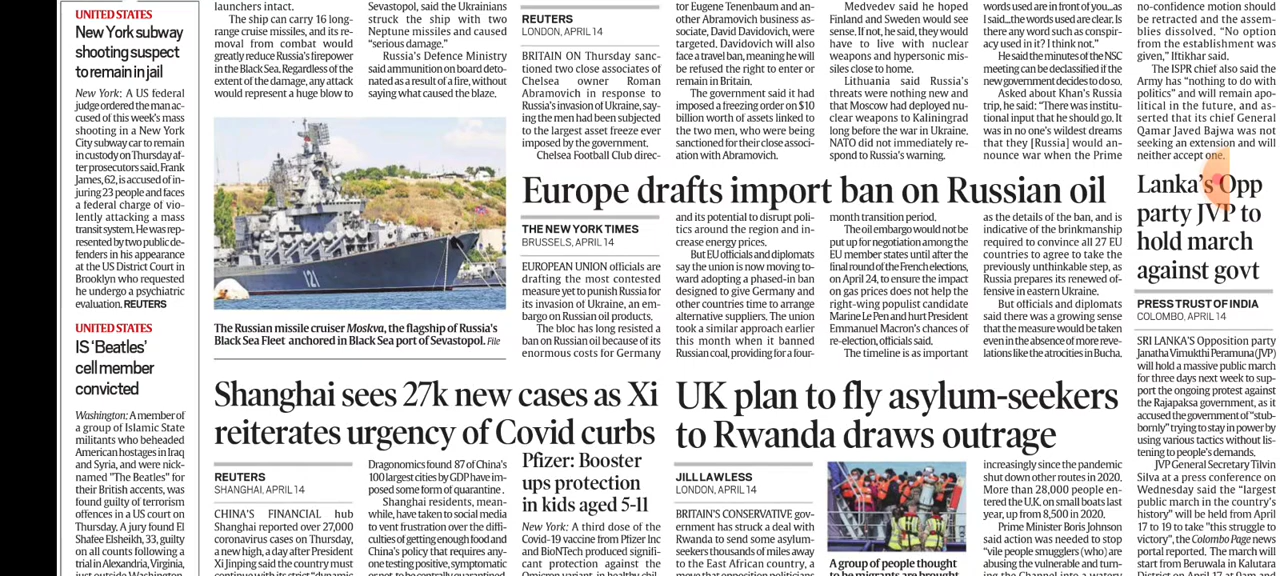 UNITED STATES
New York subway
shooting suspect
to remain in jail
New York: A US federal
judge ordered the man ac-
cused of this week's mass
shooting in a New York
City subway car to remain
in custody on Thursday af-
ter prosecutors said. Frank
James, 62, is accused of in-
juring 23 people and faces
a federal charge of vio-
lently attacking a mass
transit system. He was rep-
resented by two public de-
fenders in his appearance
at the US District Court in
Brooklyn who requested
he undergo a psychiatric
evaluation. REUTERS
UNITED STATES
IS 'Beatles'
cell member
convicted
Washington: A member of
a group of Islamic State
militants who beheaded
American hostages in Iraq
and Syria, and were nick-
named "The Beatles" for
their British accents, was
found guilty of terrorism
offences in a US court on
Thursday. A jury found El
Shafee Elsheikh, 33, guilty
on all counts following a
trial in Alexandria, Virginia,
just outside Washington.
launchers intact.
The ship can carry 16 long-
range cruise missiles, and its re-
moval from combat would
greatly reduce Russia's firepower
in the Black Sea. Regardless of the
extent of the damage, any attack
would represent a huge blow to
Sevastopol, said the Ukrainians
struck the ship with two
Neptune missiles and caused
"serious damage."
Russia's Defence Ministry
said ammunition on board deto-
nated as a result of a fire, without
saying what caused the blaze.
121
The Russian missile cruiser Moskva, the flagship of Russia's
Black Sea Fleet anchored in Black Sea port of Sevastopol. File
REUTERS
LONDON, APRIL 14
BRITAIN ON Thursday sanc-
tioned two close associates of
Chelsea owner Roman
Abramovich in response to
Russia's invasion of Ukraine, say-
ing the men had been subjected
to the largest asset freeze ever
imposed by the government.
Chelsea Football Club direc-
tor Eugene Tenenbaum and an-
other Abramovich business as-
sociate, David Davidovich, were
targeted. Davidovich will also
face a travel ban, meaning he will
be refused the right to enter or
remain in Britain.
The government said it had
imposed a freezing order on $10
billion worth of assets linked to
the two men, who were being
sanctioned for their close associ-
ation with Abramovich.
Medvedev said he hoped
Finland and Sweden would see
sense. If not, he said, they would
have to live with nuclear
weapons and hypersonic mis-
siles close to home.
Lithuania said Russia's
threats were nothing new and
that Moscow had deployed nu-
clear weapons to Kaliningrad
long before the war in Ukraine.
NATO did not immediately re-
spond to Russia's warning.
words used are in front of you...as
I said...the words used are clear. Is
there any word such as conspir-
acy used in it? I think not."
He said the minutes of the NSC
meeting can be declassified if the
new government decides to do so.
Asked about Khan's Russia
trip, he said: "There was institu-
tional input that he should go. It
was in no one's wildest dreams
that they [Russia] would an-
nounce war when the Prime
no-confidence motion should
be retracted and the assem-
blies dissolved. "No option
from the establishment was
given," Iftikhar said.
The ISPR chief also said the
Army has "nothing to do with
politics" and will remain apo-
litical in the future, and as-
serted that its chief General
Qamar Javed Bajwa was not
seeking an extension and will
neither accept one.
Europe drafts import ban on Russian oil
THE NEW YORK TIMES
BRUSSELS, APRIL 14
EUROPEAN UNION officials are
drafting the most contested
measure yet to punish Russia for
its invasion of Ukraine, an em-
bargo on Russian oil products.
The bloc has long resisted a
ban on Russian oil because of its
enormous costs for Germany
and its potential to disrupt poli-
tics around the region and in-
crease energy prices.
But EU officials and diplomats
say the union is now moving to-
ward adopting a phased-in ban
designed to give Germany and
other countries time to arrange
alternative suppliers. The union
took a similar approach earlier
this month when it banned
Russian coal, providing for a four-
month transition period.
The oil embargo would not be
put up for negotiation among the
EU member states until after the
final round of the French elections,
on April 24, to ensure the impact
on gas prices does not help the
right-wing populist candidate
Marine Le Pen and hurt President
Emmanuel Macron's chances of
re-election, officials said.
The timeline is as important
as the details of the ban, and is
indicative of the brinkmanship
required to convince all 27 EU
countries to agree to take the
previously unthinkable step, as
Russia prepares its renewed of-
fensive in eastern Ukraine.
But officials and diplomats
said there was a growing sense
that the measure would be taken
even in the absence of more reve-
lations like the atrocities in Bucha.
Lanka's Opp
party JVP to
hold march
against govt
PRESS TRUST OF INDIA
COLOMBO, APRIL 14
SRI LANKA'S Opposition party
Janatha Vimukthi Peramuna (JVP)
will hold a massive public march
for three days next week to sup-
port the ongoing protest against
the Rajapaksa government, as it
accused the government of "stub-
bornly" trying to stay in power by
using various tactics without lis-
tening to people's demands.
JVP General Secretary Tilvin
Silva at a press conference on
Wednesday said the "largest
public march in the country's
history" will be held from April
17 to 19 to take "this struggle to
victory", the Colombo Page news
portal reported. The march will
start from Beruwala in Kalutara
District on April 17 at 9 am and
Shanghai sees 27k new cases as Xi
reiterates urgency of Covid curbs
REUTERS
SHANGHAI, APRIL 14
CHINA'S FINANCIAL hub
Shanghai reported over 27,000
coronavirus cases on Thursday,
a new high, a day after President
Xi Jinping said the country must
continue with its strict "dynamic
Dragonomics found 87 of China's
100 largest cities by GDP have im-
posed some form of quarantine.
Shanghai residents, mean-
while, have taken to social media
to vent frustration over the diffi-
culties of getting enough food and
China's policy that requires any-
one testing positive, symptomatic
or not, to be centrally quarantined.
Pfizer: Booster
ups protection
in kids aged 5-11
New York: A third dose of the
Covid-19 vaccine from Pfizer Inc
and BioNTech produced signifi-
cant protection against the
Omicron variant in healthy chil-
UK plan to fly asylum-seekers
to Rwanda draws outrage
JILL LAWLESS
LONDON, APRIL 14
BRITAIN'S CONSERVATIVE gov-
ernment has struck a deal with
Rwanda to send some asylum-
seekers thousands of miles away
to the East African country, a
move that opposition politicians
A group of people thought
to be migrants are brought
increasingly since the pandemic
shut down other routes in 2020.
More than 28,000 people en-
tered the U.K. on small boats last
year, up from 8,500 in 2020.
Prime Minister Boris Johnson
said action was needed to stop
"vile people smugglers (who) are
abusing the vulnerable and turn-
ing the Channel into a watery